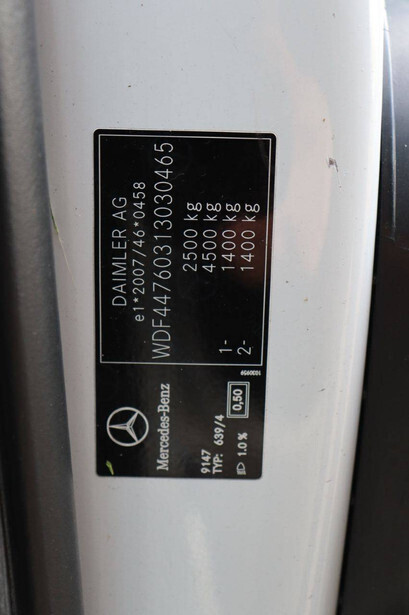 DAIMLER AG
e1*2007/46*0458
WDF44760313030465
2500 kg
4500 kg
1- 1400 kg
2- 1400 kg
Mercedes-Benz
9147
TYP: 639/4
0,50
1.0 %
1030959